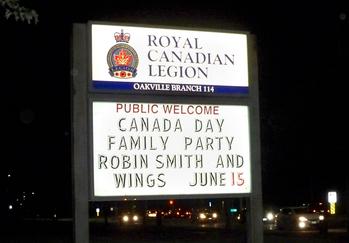 ROYAL
CANADIAN
LEGION
OAKVILLE BRANCH 114
PUBLIC WELCOME
CANADA DAY
FAMILY PARTY
ROBIN SMITH AND
WINGS JUNE 15